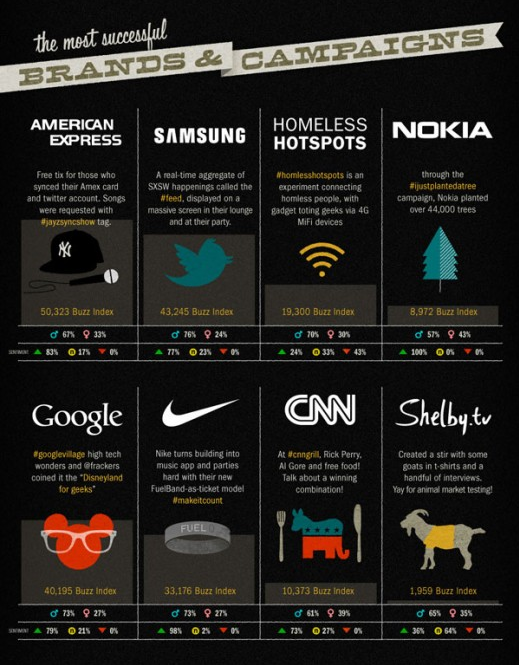 the most successful
BRANDS & CAMPAIGNS
AMERICAN
EXPRESS
Free tix for those who
synced their Amex card
and twitter account. Songs
were requested with
#jayzsyncshow tag.
50,323 Buzz Index
67% 33%
SENTIMENT 83% n 17% 0%
SAMSUNG
A real-time aggregate of
SXSW happenings called the
#feed, displayed on a
massive screen in their lounge
and at their party.
43,245 Buzz Index
76% 24%
77% n 23% 0%
HOMELESS
HOTSPOTS
#homlesshotspots is an
experiment connecting
homless people, with
gadget toting geeks via 4G
MiFi devices
19,300 Buzz Index
70% 30%
24% n 33% 43%
NOKIA
through the
#ijustplantedatree
campaign, Nokia planted
over 44,000 trees
8,972 Buzz Index
57% 43%
100% n 0% 0%
Google
#googlevillage high tech
wonders and @frackers
coined it the "Disneyland
for geeks"
40,195 Buzz Index
73% 27%
SENTIMENT 79% n 21% 0%
Nike turns building into
music app and parties
hard with their new
FuelBand-as-ticket model
#makeitcount
FUEL
33,176 Buzz Index
73% 27%
98% n 2% 0%
CNN
At #cnngrill, Rick Perry,
Al Gore and free food!
Talk about a winning
combination!
10,373 Buzz Index
61% 39%
73% n 27% 0%
Shelby.tv
Created a stir with some
goats in t-shirts and a
handful of interviews.
Yay for animal market testing!
1,959 Buzz Index
65% 35%
36% n 64% 0%